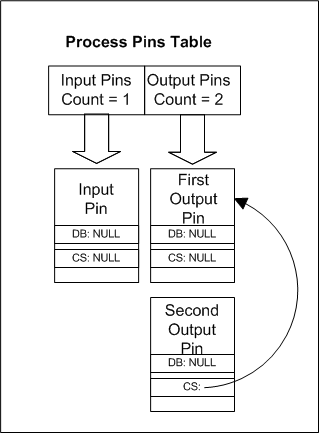 Process Pins Table
Input Pins
Count = 1
Output Pins
Count = 2
Input
Pin
DB: NULL
CS: NULL
First
Output
Pin
DB: NULL
CS: NULL
Second
Output
Pin
DB: NULL
CS: